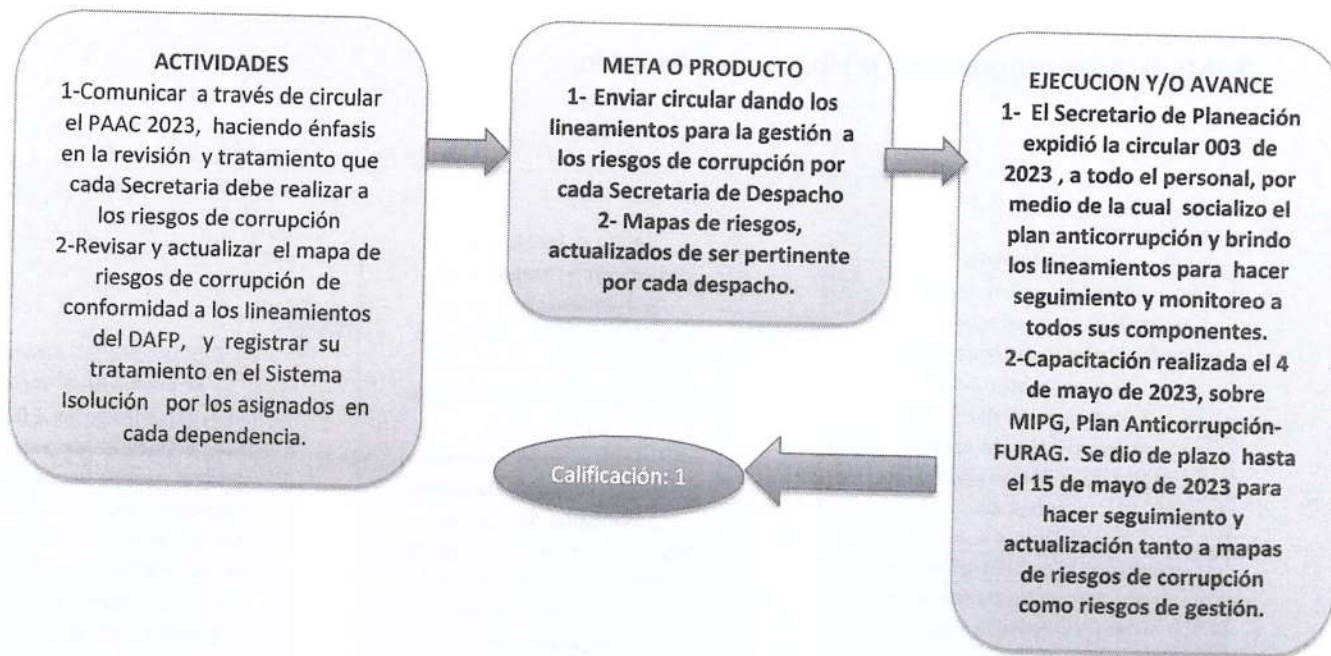 ACTIVIDADES
1-Comunicar a través de circular
el PAAC 2023, haciendo énfasis
en la revisión y tratamiento que
cada Secretaria debe realizar a
los riesgos de corrupción
2-Revisar y actualizar el mapa de
riesgos de corrupción de
conformidad a los lineamientos
del DAFP, y registrar su
tratamiento en el Sistema
Isolución por los asignados en
cada dependencia.
META O PRODUCTO
1- Enviar circular dando los
lineamientos para la gestión a
los riesgos de corrupción por
cada Secretaria de Despacho
2- Mapas de riesgos,
actualizados de ser pertinente
por cada despacho.
EJECUCION Y/O AVANCE
1- El Secretario de Planeación
expidió la circular 003 de
2023 , a todo el personal, por
medio de la cual socializo el
plan anticorrupción y brindo
los lineamientos para hacer
seguimiento y monitoreo a
todos sus componentes.
2-Capacitación realizada el 4
de mayo de 2023, sobre
MIPG, Plan Anticorrupción-
FURAG. Se dio de plazo hasta
el 15 de mayo de 2023 para
hacer seguimiento y
actualización tanto a mapas
de riesgos de corrupción
como riesgos de gestión.
Calificación: 1